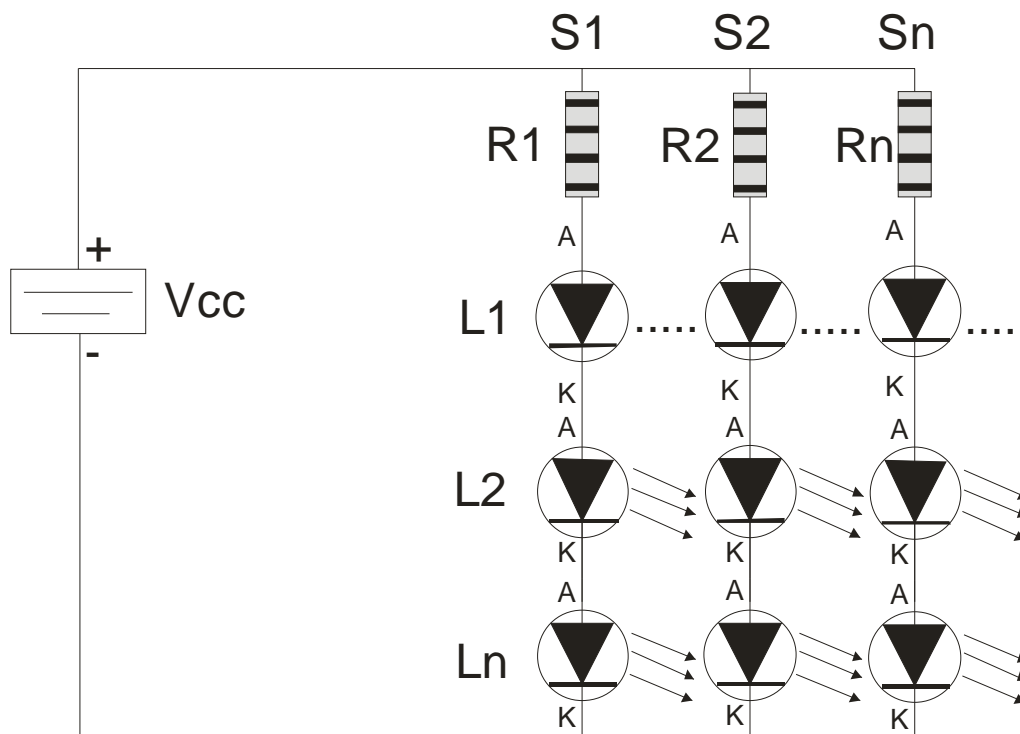 S1 S2 Sn
R1 R2 Rn
A A A
+
Vcc
-
L1 ..... ..... ....
K K K
A A A
L2
K K K
A A A
Ln
K K K